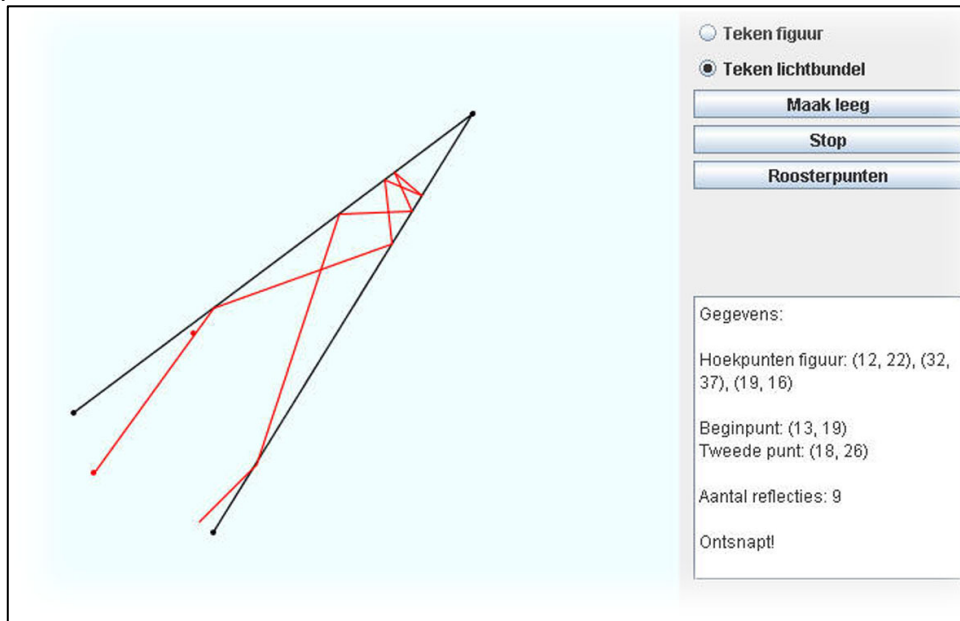 Teken figuur
Teken lichtbundel
Maak leeg
Stop
Roosterpunten
Gegevens:
Hoekpunten figuur: (12, 22), (32,
37), (19, 16)
Beginpunt: (13, 19)
Tweede punt: (18, 26)
Aantal reflecties: 9
Ontsnapt!